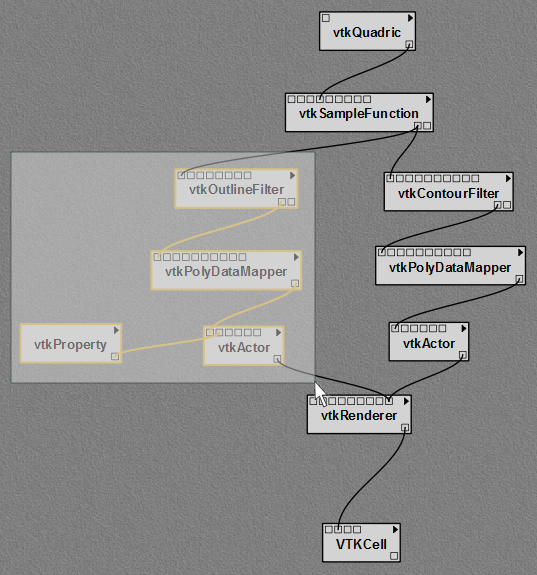 vtkQuadric
vtkSampleFunction
vtkOutlineFilter
vtkContourFilter
vtkPolyDataMapper
vtkPolyDataMapper
vtkProperty
vtkActor
vtkActor
vtkRenderer
VTKCell